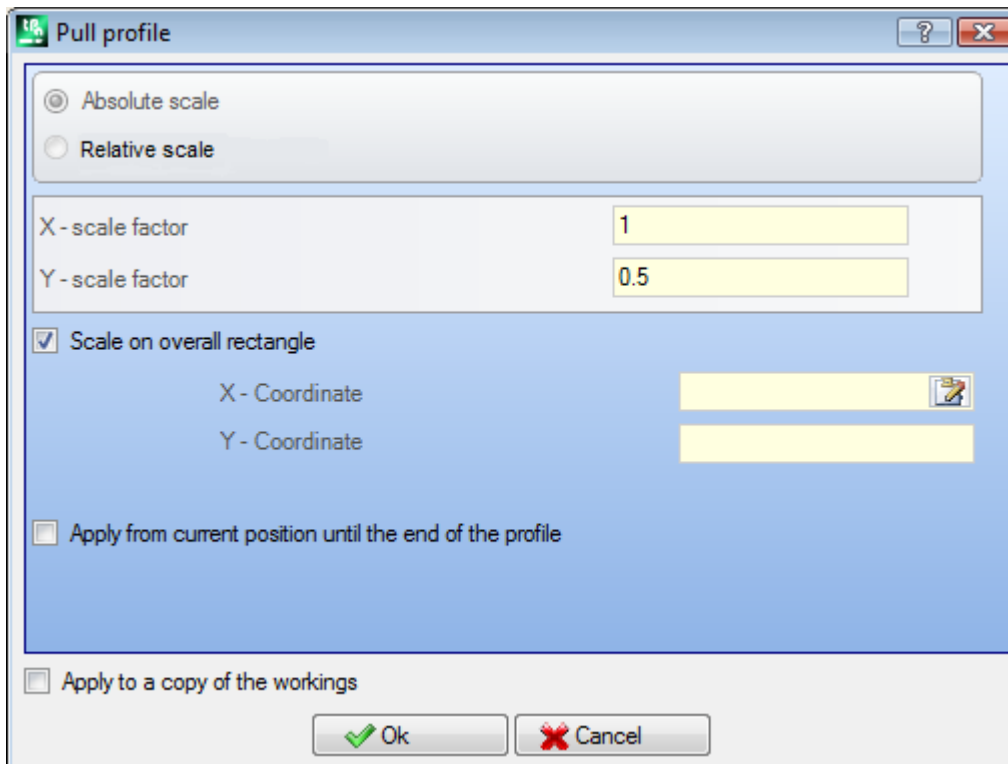 Pull profile
Absolute scale
Relative scale
X - scale factor
1
Y - scale factor
0.5
Scale on overall rectangle
X - Coordinate
Y - Coordinate
Apply from current position until the end of the profile
Apply to a copy of the workings
Ok
Cancel